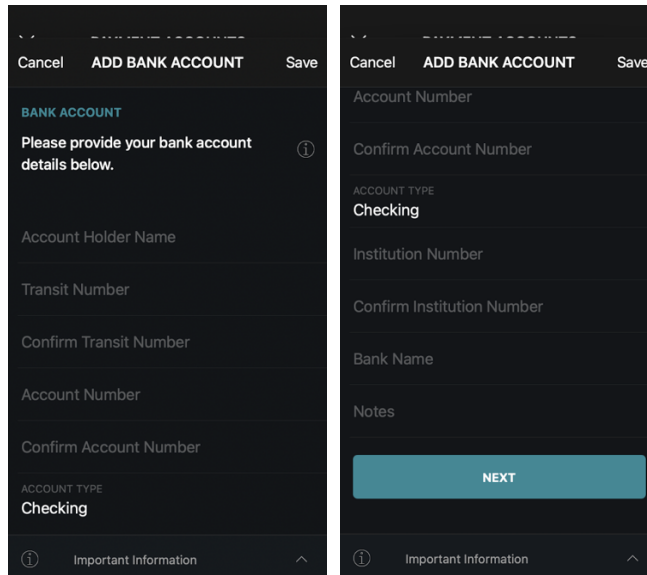 Cancel ADD BANK ACCOUNT Save
BANK ACCOUNT
Please provide your bank account
details below.
Account Holder Name
Transit Number
Confirm Transit Number
Account Number
Confirm Account Number
ACCOUNT TYPE
Checking
Important Information
Cancel ADD BANK ACCOUNT Save
Account Number
Confirm Account Number
ACCOUNT TYPE
Checking
Institution Number
Confirm Institution Number
Bank Name
Notes
NEXT
Important Information